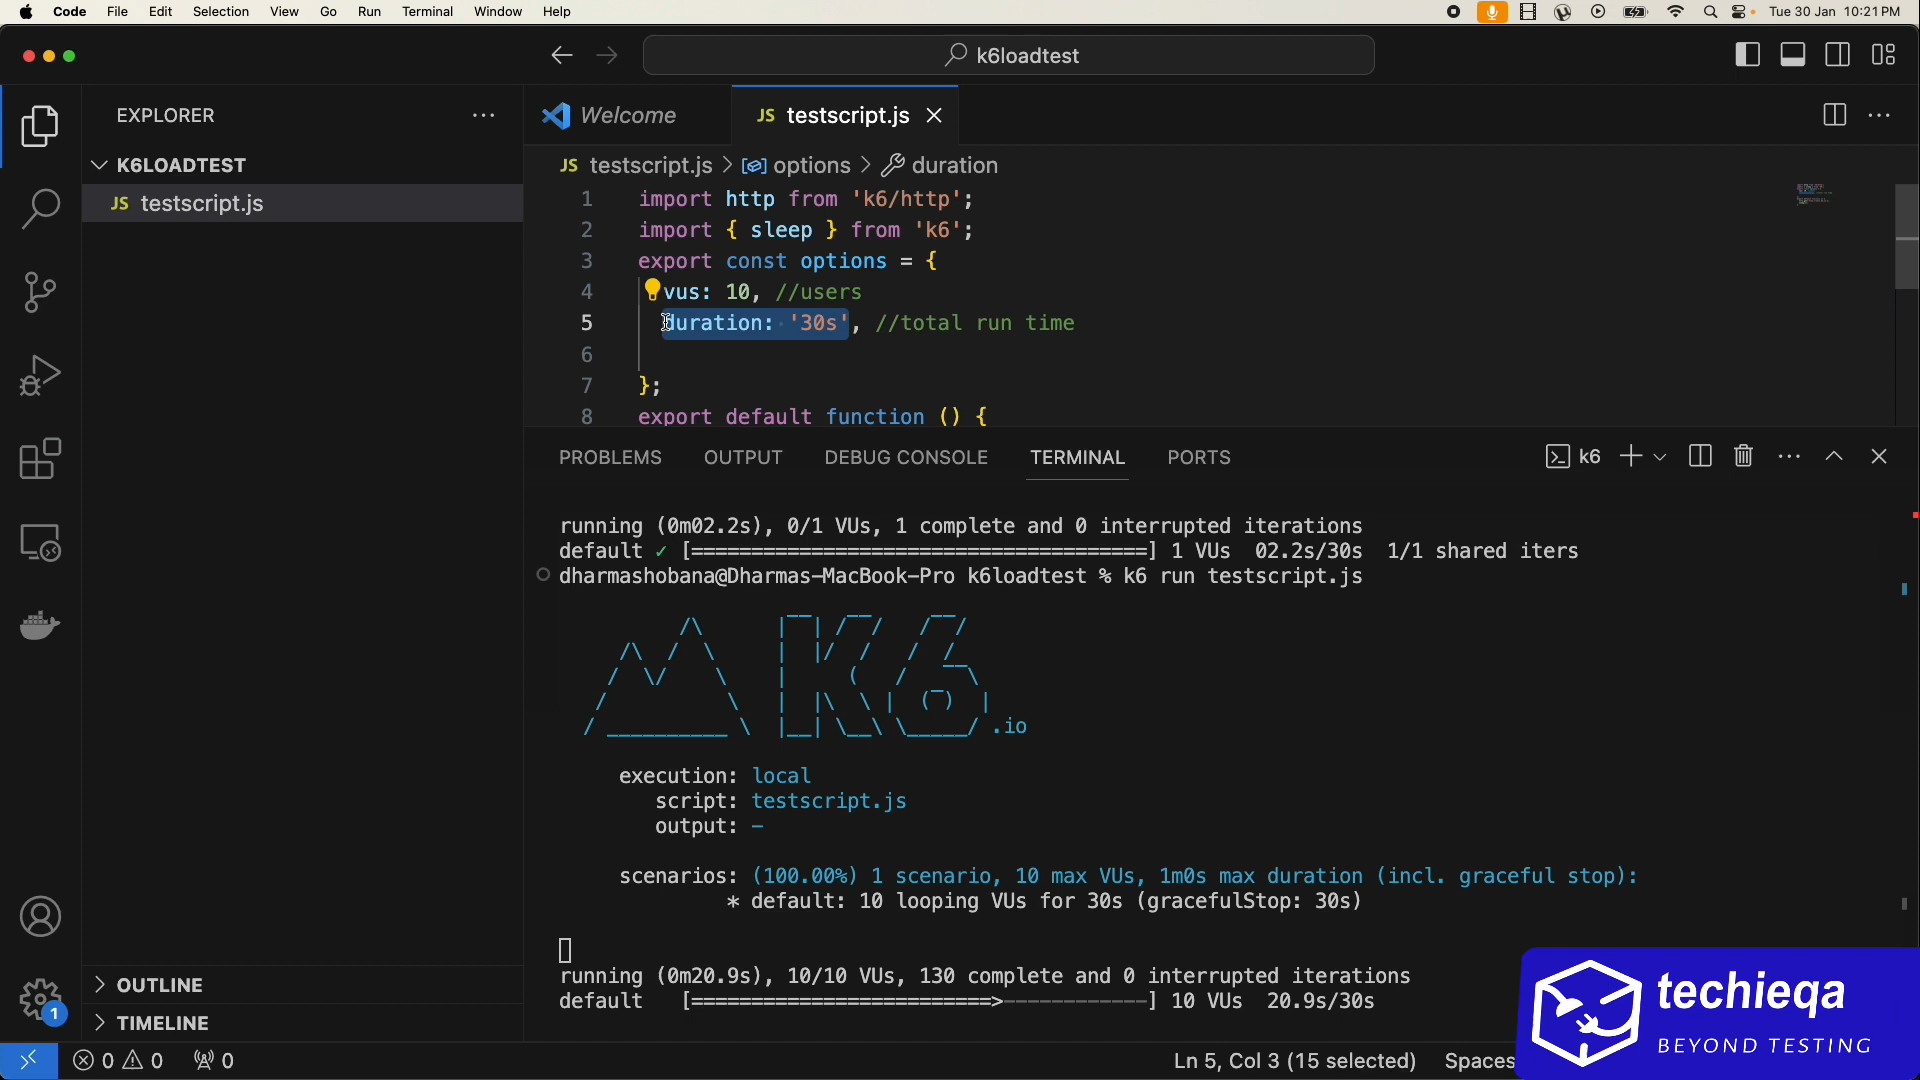 Code File Edit Selection View Go Run Terminal Window Help Tue 30 Jan 10:21 PM
k6loadtest
EXPLORER
Welcome
JS testscript.js
K6LOADTEST
JS testscript.js
JS testscript.js > options > duration
1 import http from 'k6/http';
2 import { sleep } from 'k6';
3 export const options = {
4 vus: 10, //users
5 duration: '30s', //total run time
6
7 };
8 export default function () {
PROBLEMS OUTPUT DEBUG CONSOLE TERMINAL PORTS k6
running (0m02.2s), 0/1 VUs, 1 complete and 0 interrupted iterations
default ✓ [======================================] 1 VUs 02.2s/30s 1/1 shared iters
dharmashobana@Dharmas-MacBook-Pro k6loadtest % k6 run testscript.js
.io
execution: local
script: testscript.js
output: -
scenarios: (100.00%) 1 scenario, 10 max VUs, 1m0s max duration (incl. graceful stop):
* default: 10 looping VUs for 30s (gracefulStop: 30s)
running (0m20.9s), 10/10 VUs, 130 complete and 0 interrupted iterations
default [=========================>------------] 10 VUs 20.9s/30s
OUTLINE
1
TIMELINE
0 0 0
Ln 5, Col 3 (15 selected) Spaces
techieqa
BEYOND TESTING